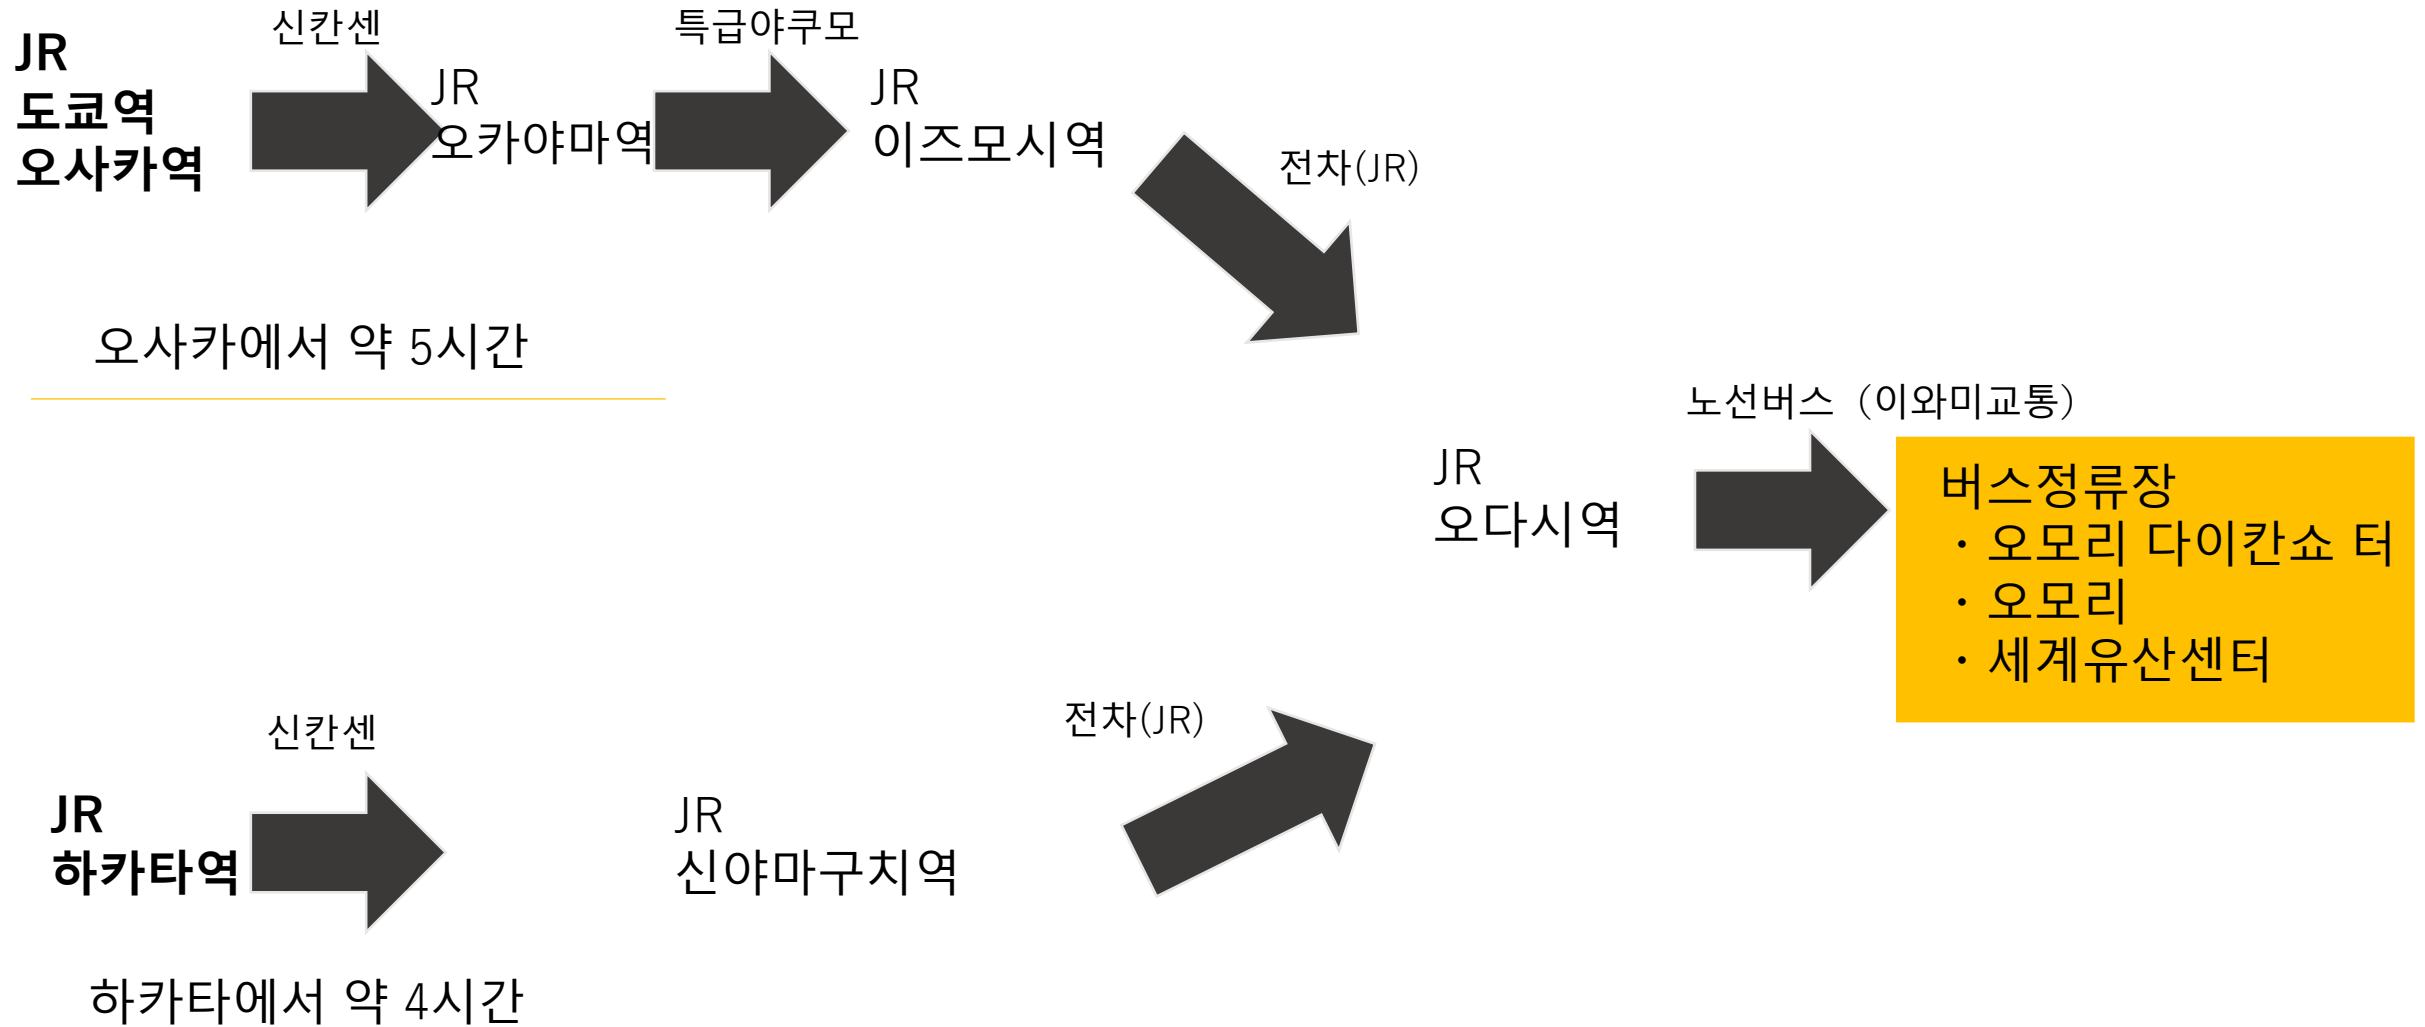 신칸센
특급야쿠모
JR
도쿄역
오사카역
JR
오카야마역
JR
이즈모시역
전차(JR)
오사카에서 약 5시간
노선버스（이와미교통）
JR
오다시역
버스정류장
・오모리 다이칸쇼 터
・오모리
・세계유산센터
신칸센
전차(JR)
JR
하카타역
JR
신야마구치역
하카타에서 약 4시간